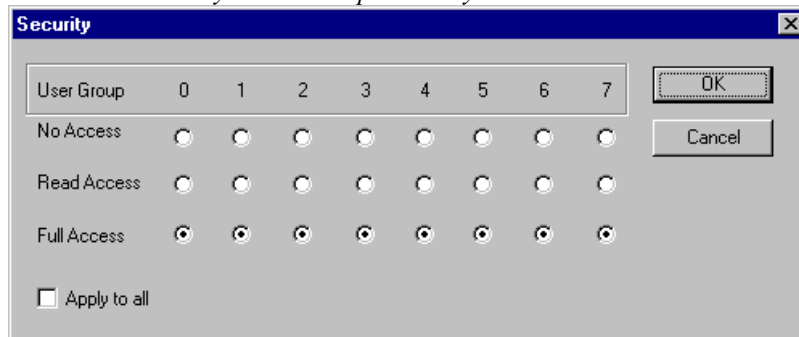 Security
User Group 0 1 2 3 4 5 6 7
OK
No Access
Cancel
Read Access
Full Access
Apply to all